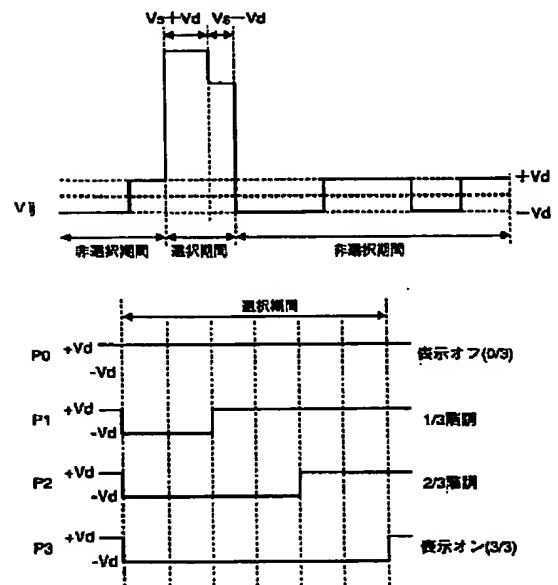 Vs+Vd Vs−Vd
+Vd
Vij
−Vd
非選択期間 選択期間 非選択期間
選択期間
P0 +Vd 表示オフ(0/3)
−Vd
P1 +Vd 1/3階調
−Vd
P2 +Vd 2/3階調
−Vd
P3 +Vd 表示オン(3/3)
−Vd